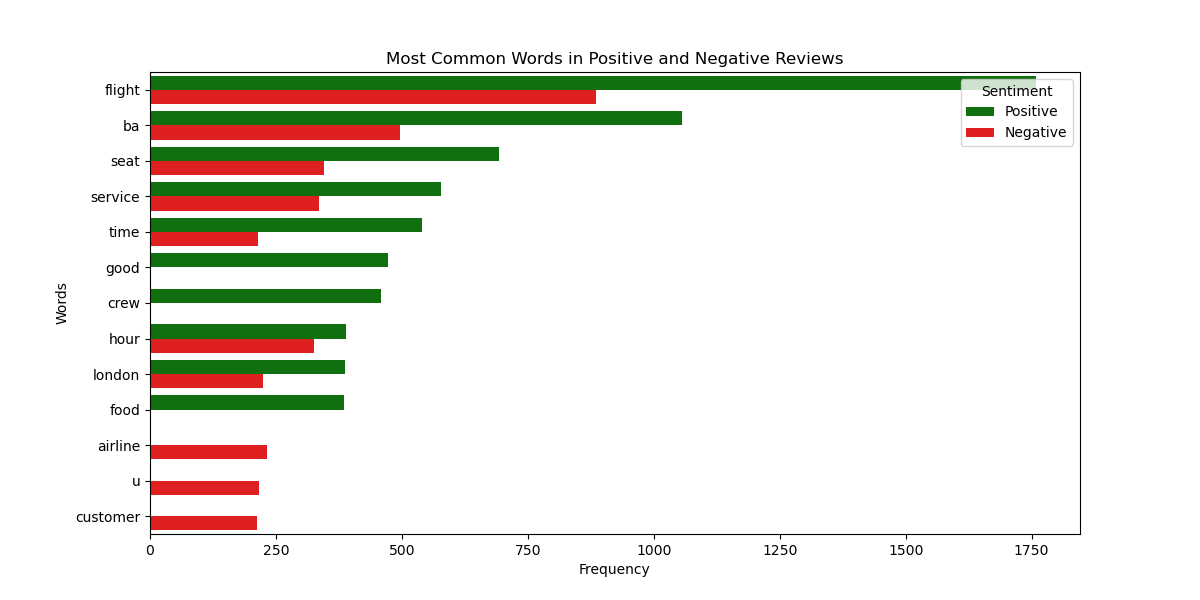 Most Common Words in Positive and Negative Reviews
Sentiment
Positive
Negative
flight
ba
seat
service
time
good
crew
hour
london
food
airline
u
customer
Words
0 250 500 750 1000 1250 1500 1750
Frequency